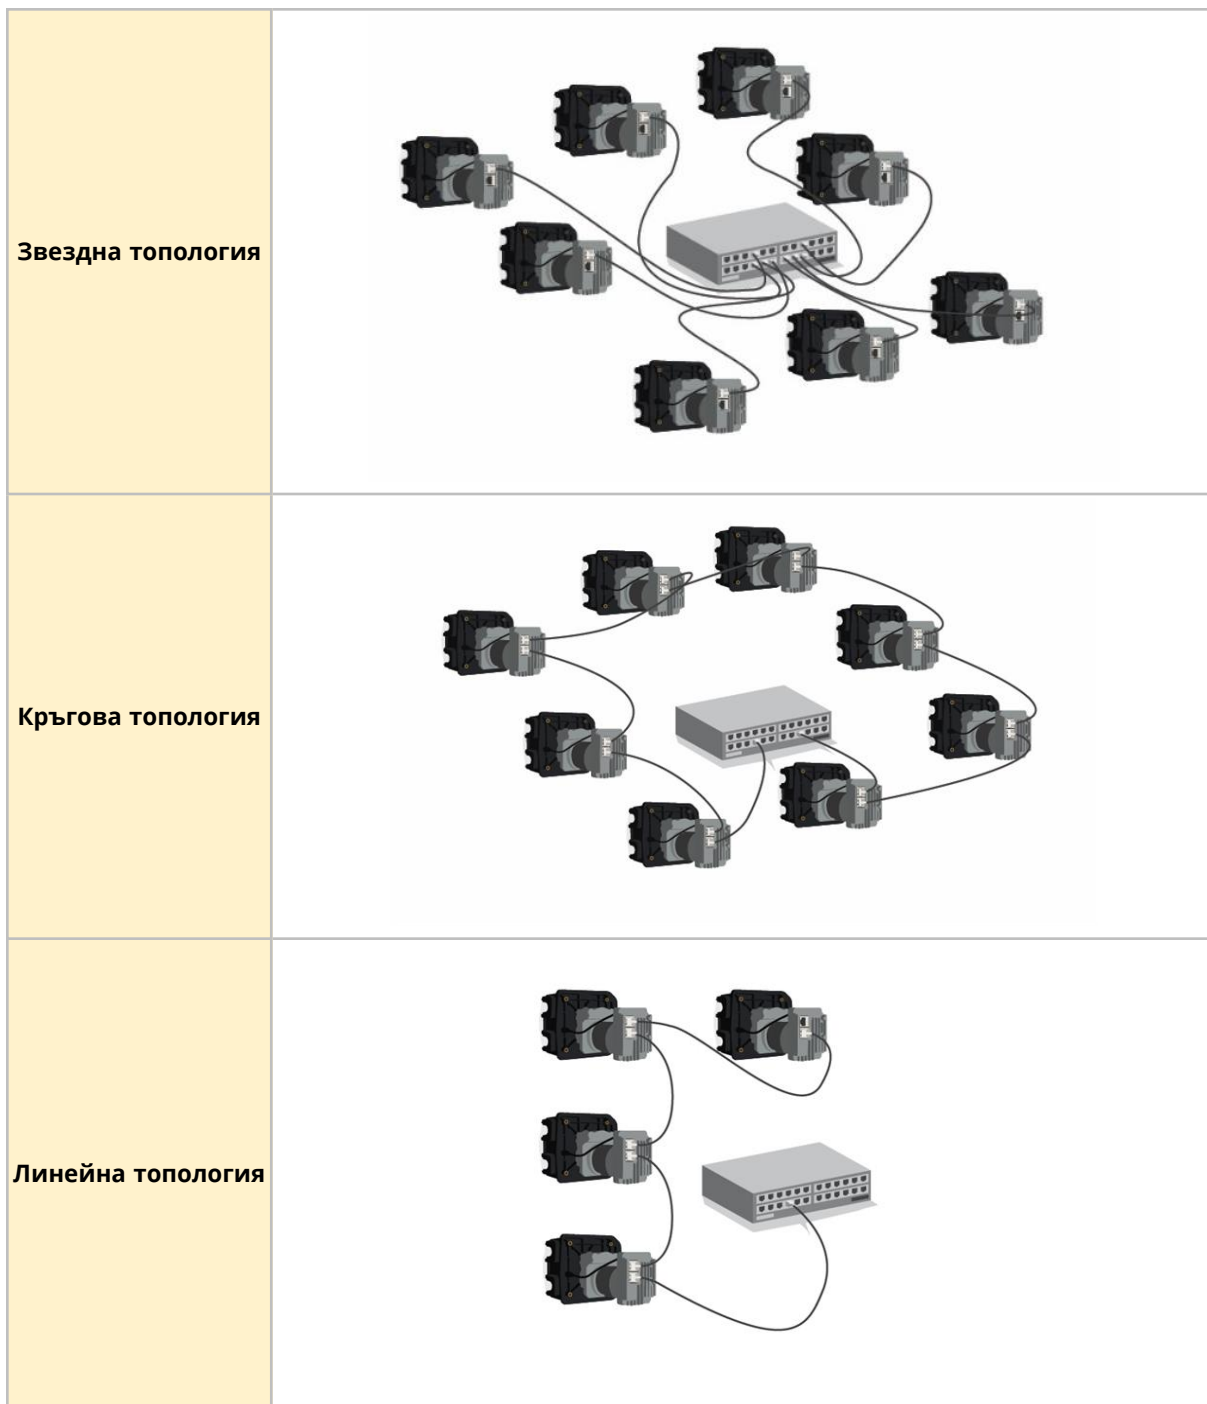 Звездна топология
Кръгова топология
Линейна топология